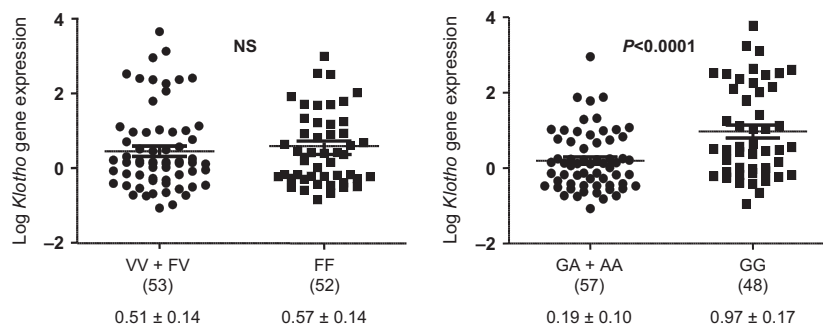 Log Klotho gene expression
4
2
0
–2
NS
VV + FV
(53)
FF
(52)
0.51 ± 0.14
0.57 ± 0.14
Log Klotho gene expression
4
2
0
–2
P<0.0001
GA + AA
(57)
GG
(48)
0.19 ± 0.10
0.97 ± 0.17